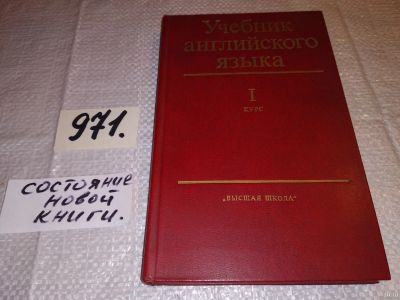 Учебник
английского
языка
I
КУРС
„ВЫСШАЯ ШКОЛА"
971.
СОСТОЯНИЕ
НОВОЙ
КНИГИ.